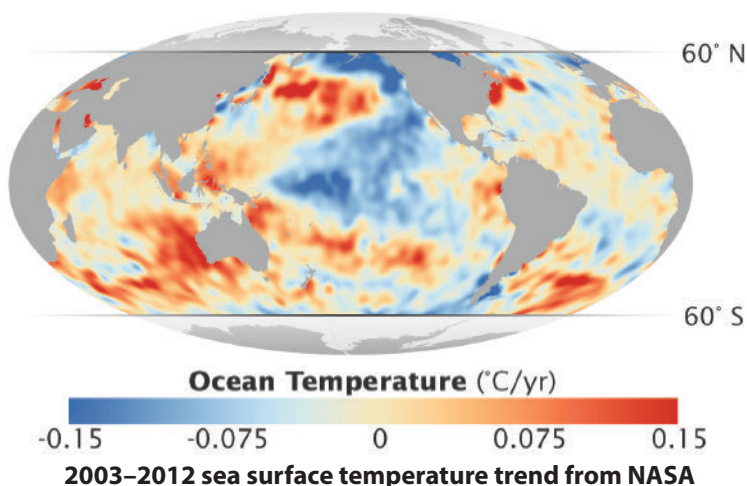 60° N
60° S
Ocean Temperature (°C/yr)
-0.15 -0.075 0 0.075 0.15
2003–2012 sea surface temperature trend from NASA